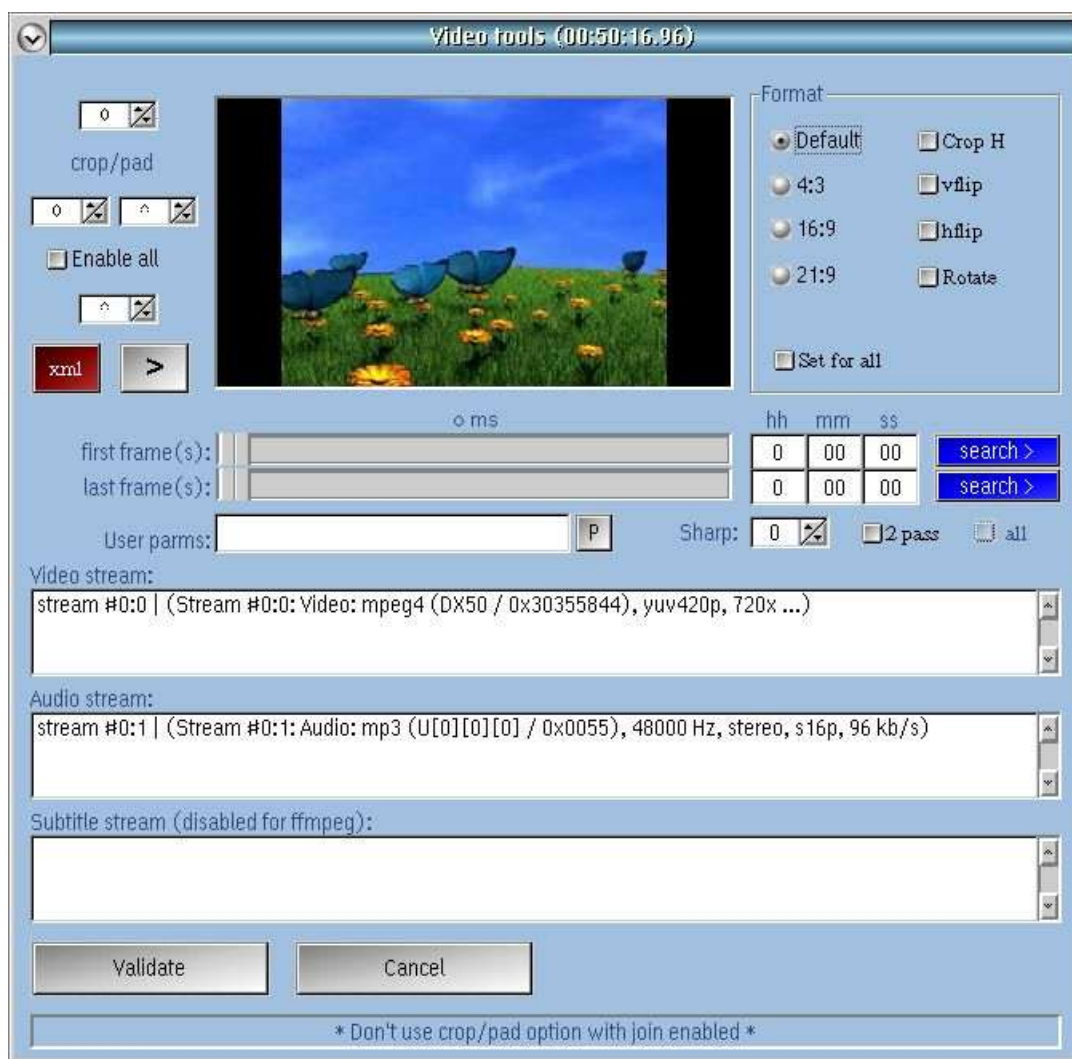 Video tools (00:50:16.96)
0
crop/pad
0 ^
Enable all
^
xml >
Format
Default Crop H
4:3 vflip
16:9 hflip
21:9 Rotate
Set for all
0 ms
hh mm ss
first frame(s): 0 00 00 search >
last frame(s): 0 00 00 search >
User parms: P Sharp: 0 2 pass all
Video stream:
stream #0:0 | (Stream #0:0: Video: mpeg4 (DX50 / 0x30355844), yuv420p, 720x ...)
Audio stream:
stream #0:1 | (Stream #0:1: Audio: mp3 (U[0][0][0] / 0x0055), 48000 Hz, stereo, s16p, 96 kb/s)
Subtitle stream (disabled for ffmpeg):
Validate Cancel
* Don't use crop/pad option with join enabled *